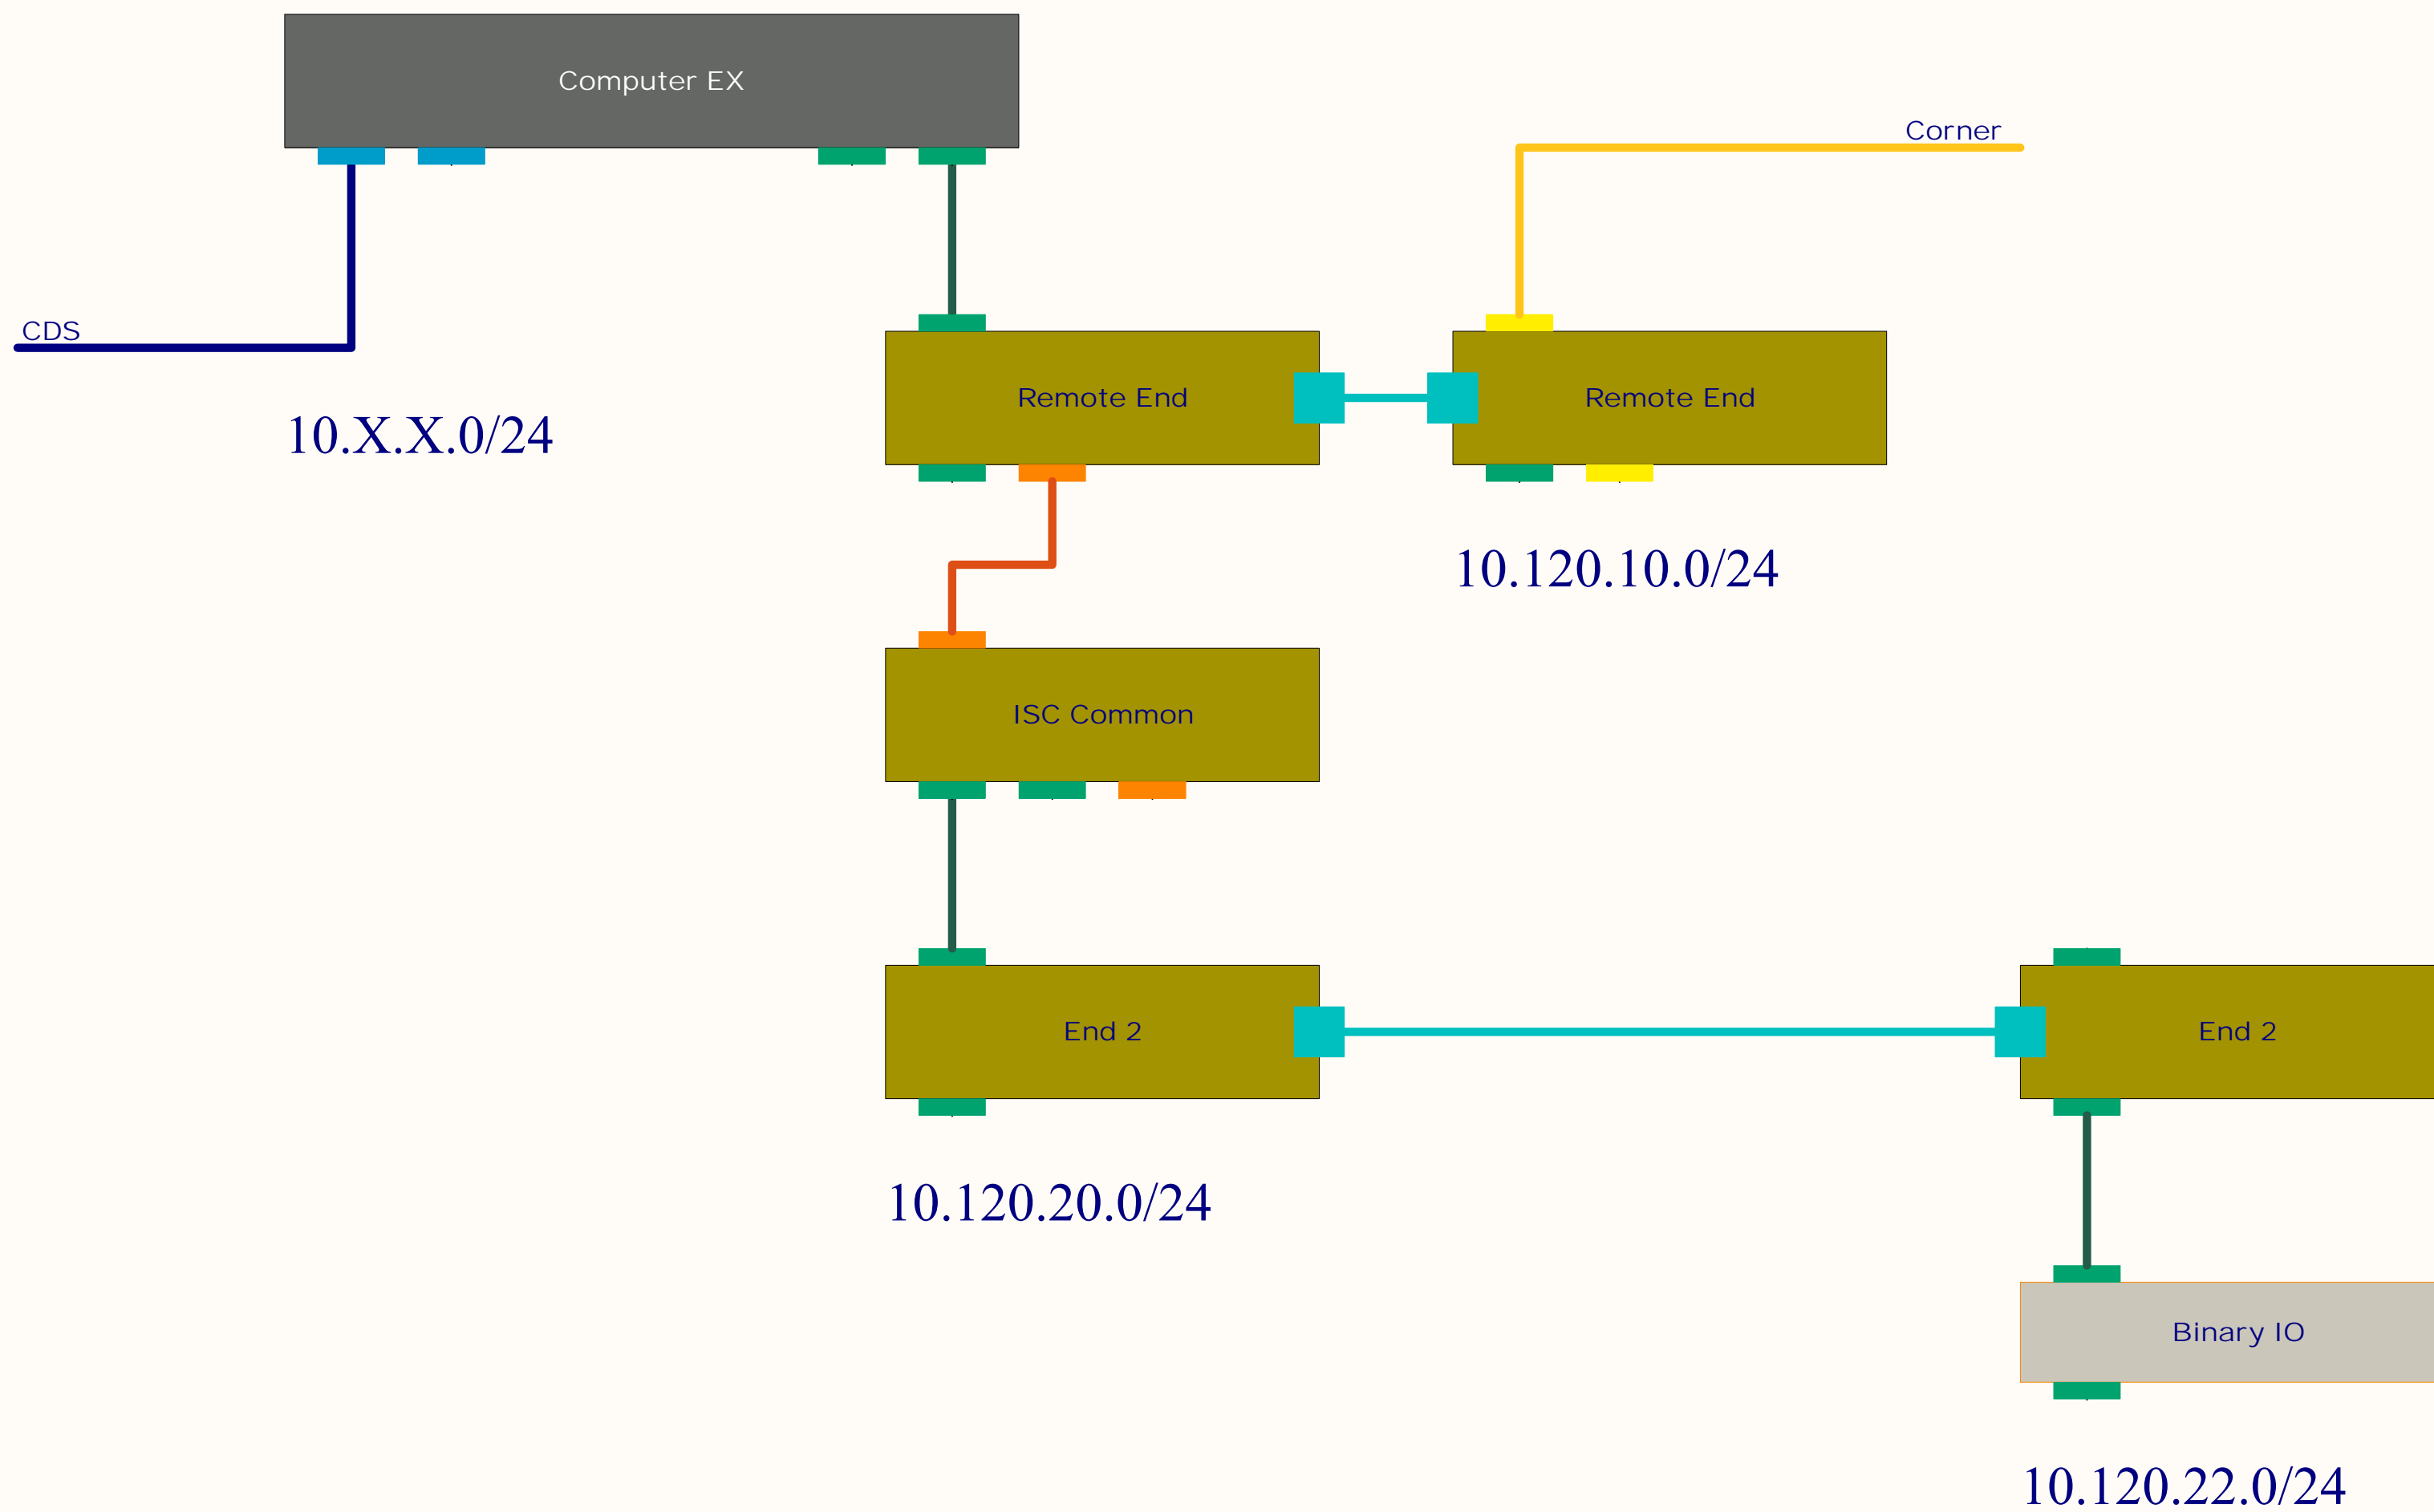 Computer EX
Corner
CDS
Remote End
Remote End
10.X.X.0/24
10.120.10.0/24
ISC Common
End 2
End 2
10.120.20.0/24
Binary IO
10.120.22.0/24